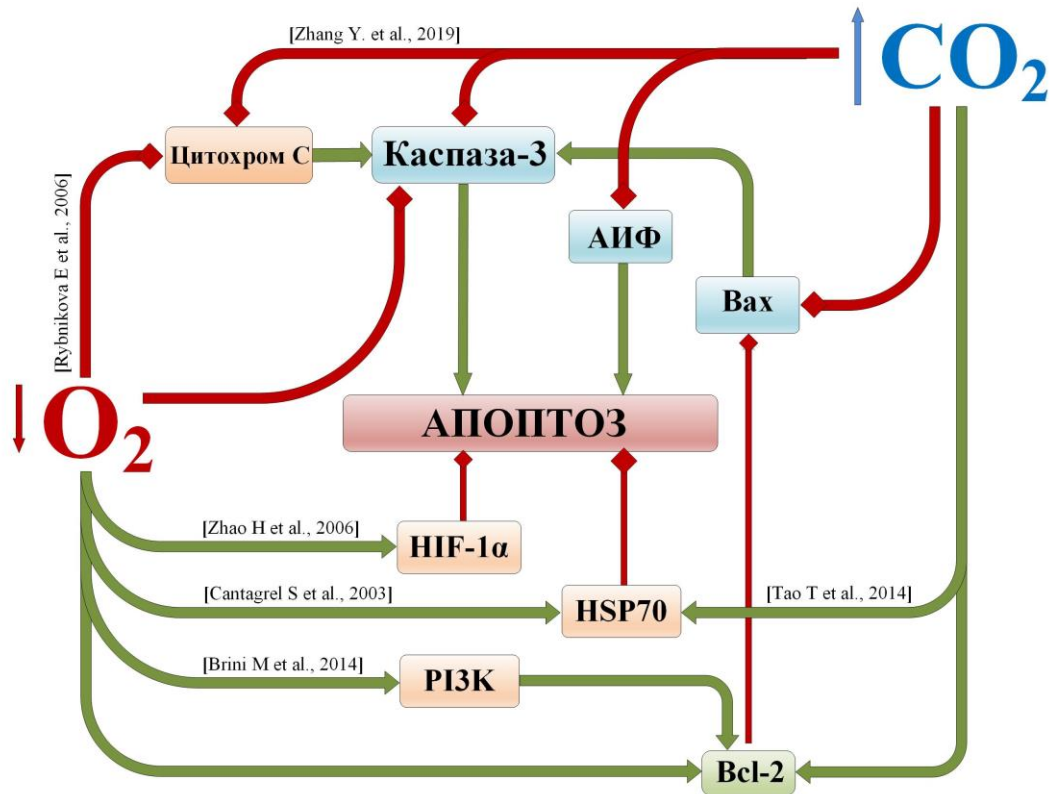 [Zhang Y. et al., 2019]
CO₂
Цитохром С
Каспаза-3
[Rybnikova E et al., 2006]
АИФ
Bax
O₂
АПОПТОЗ
[Zhao H et al., 2006]
HIF-1α
[Cantagrel S et al., 2003]
HSP70
[Tao T et al., 2014]
[Brini M et al., 2014]
PI3K
Bcl-2